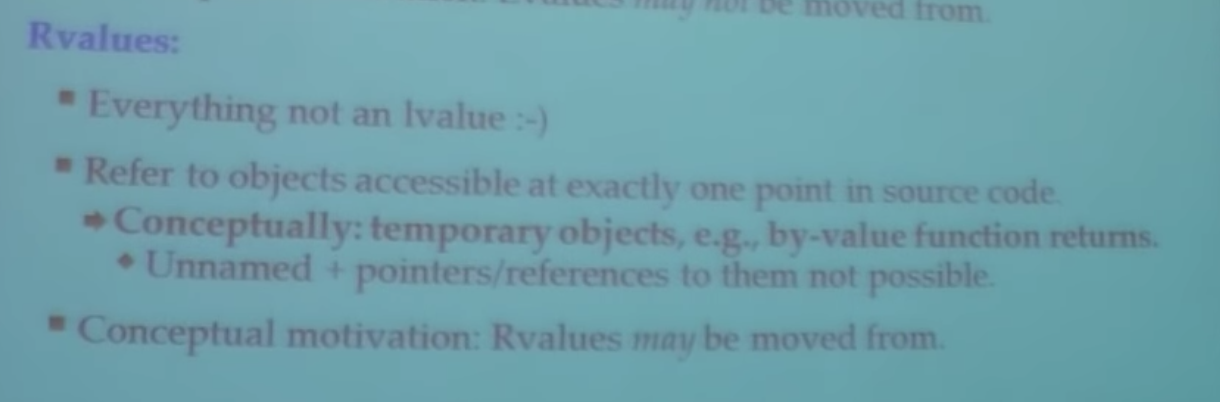 may not be moved from.
Rvalues:
▪ Everything not an lvalue :-)
▪ Refer to objects accessible at exactly one point in source code.
➡ Conceptually: temporary objects, e.g., by-value function returns.
◆ Unnamed + pointers/references to them not possible.
▪ Conceptual motivation: Rvalues may be moved from.